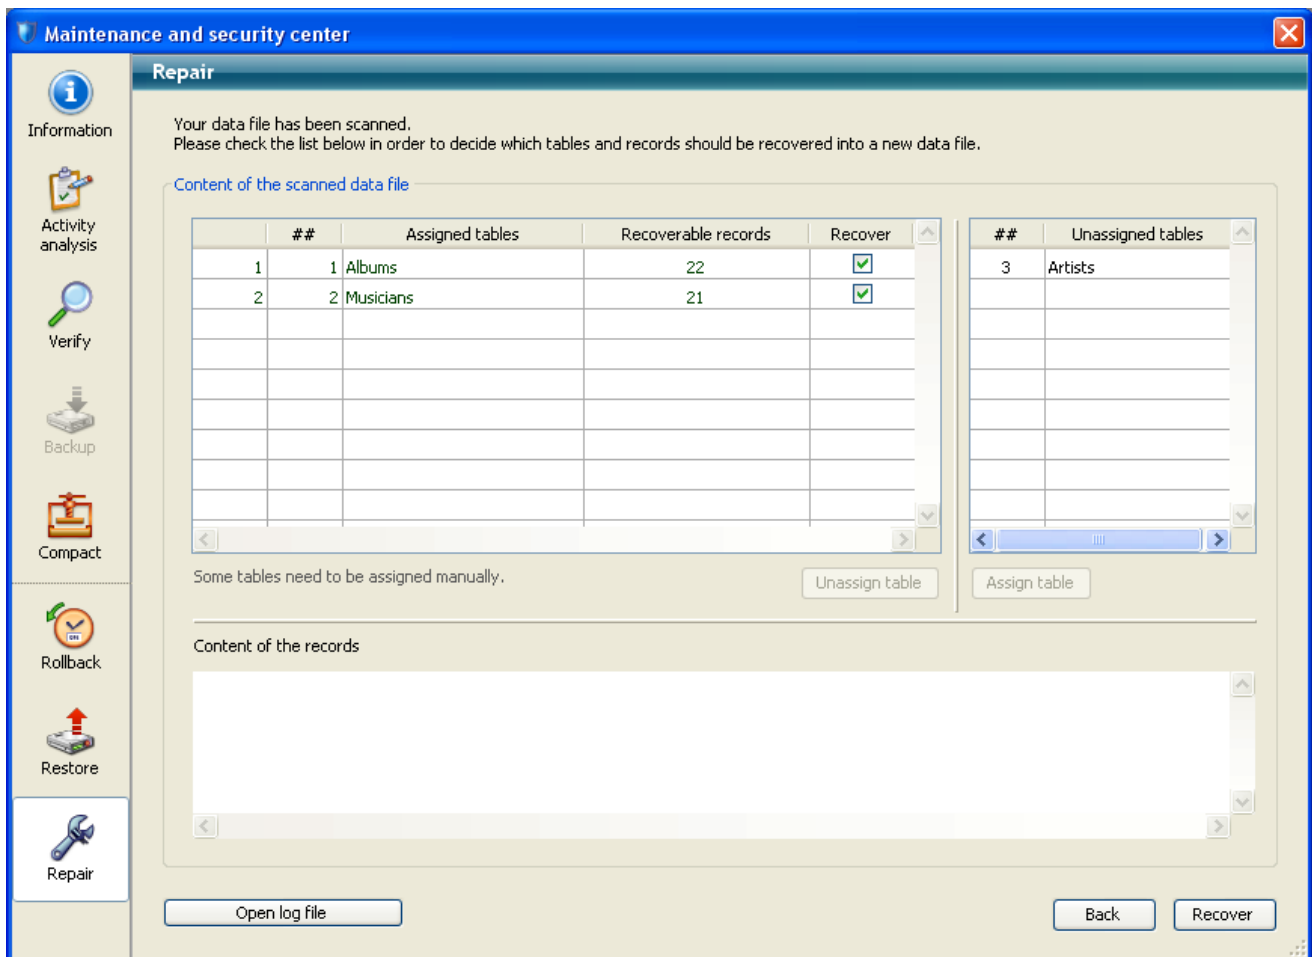 Maintenance and security center
Information
Activity
analysis
Verify
Backup
Compact
Rollback
Restore
Repair
Repair
Your data file has been scanned.
Please check the list below in order to decide which tables and records should be recovered into a new data file.
Content of the scanned data file
## Assigned tables Recoverable records Recover
1 1 Albums 22
2 2 Musicians 21
## Unassigned tables
3 Artists
Some tables need to be assigned manually.
Unassign table
Assign table
Content of the records
Open log file
Back
Recover